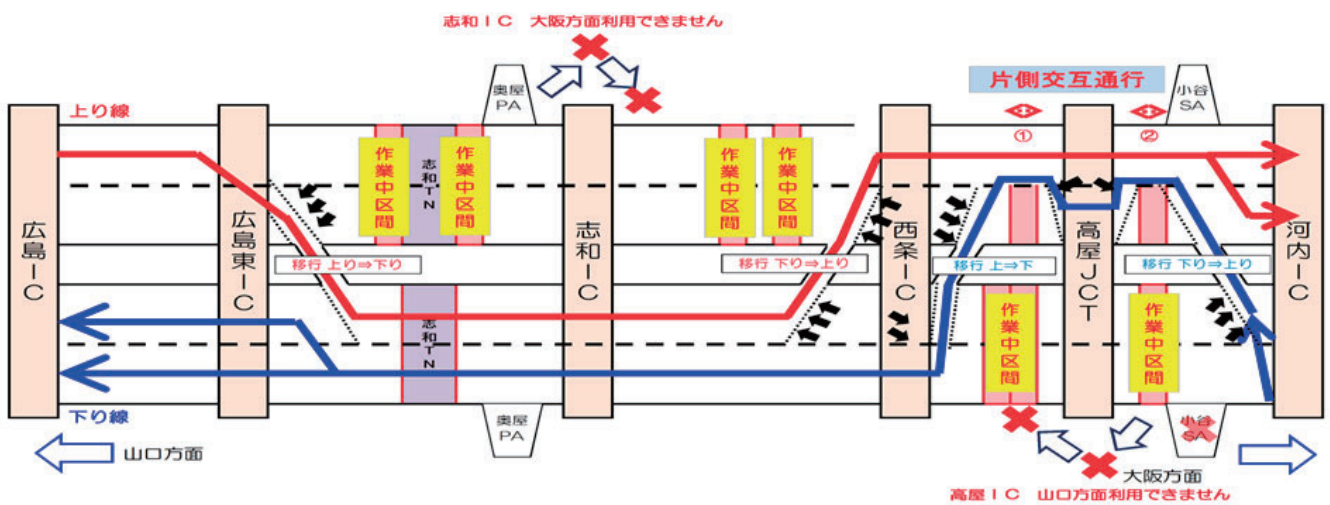 志和IC 大阪方面利用できません
片側交互通行
奥屋
PA
小谷
SA
上り線
①
②
作業中区間
志和TN
作業中区間
作業中区間
作業中区間
広島IC
広島東IC
志和IC
西条IC
高屋JCT
河内IC
移行 上り⇒下り
移行 下り⇒上り
移行 上⇒下
移行 下り⇒上り
志和TN
作業中区間
作業中区間
下り線
奥屋
PA
小谷
SA
山口方面
大阪方面
高屋IC 山口方面利用できません